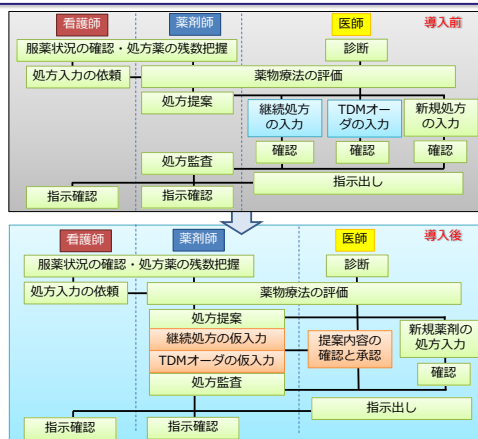 看護師 薬剤師 医師 導入前
服薬状況の確認・処方薬の残数把握 診断
処方入力の依頼 薬物療法の評価
処方提案
継続処方
の入力
TDMオー
ダの入力
新規処方
の入力
確認 確認 確認
処方監査
指示出し
指示確認 指示確認
看護師 薬剤師 医師 導入後
服薬状況の確認・処方薬の残数把握 診断
処方入力の依頼 薬物療法の評価
処方提案
継続処方の仮入力
TDMオーダの仮入力
処方監査
提案内容の
確認と承認
新規薬剤の
処方入力
確認
指示出し
指示確認 指示確認